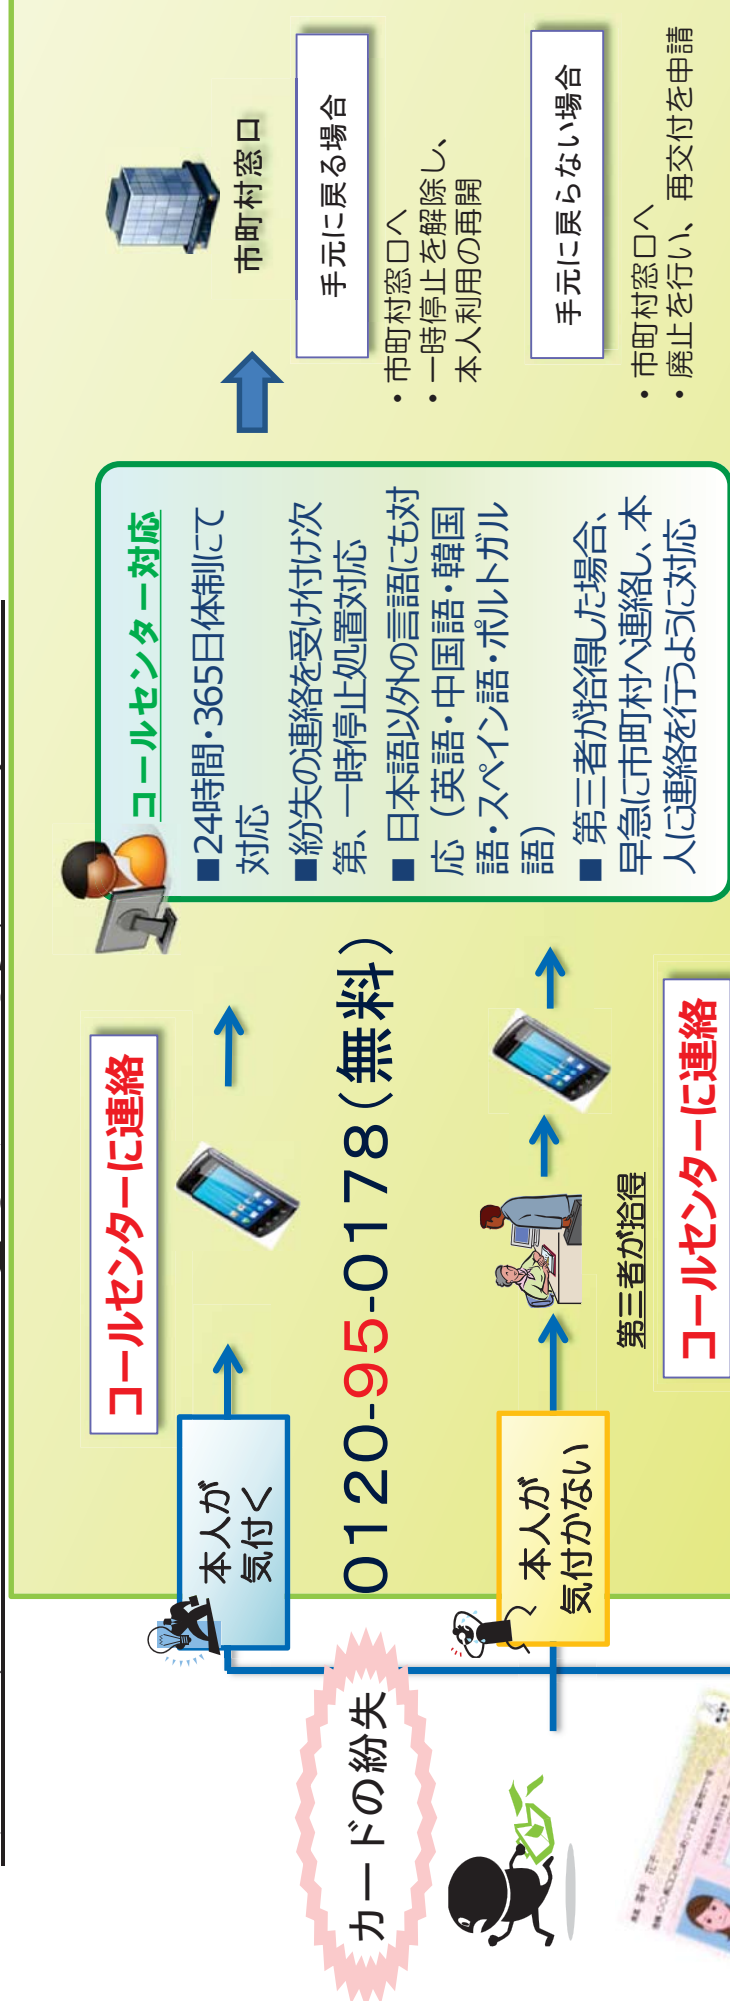 カードの紛失
本人が
気付く
コールセンターに連絡
0120-95-0178(無料)
本人が
気付かない
第三者が拾得
コールセンターに連絡
コールセンター対応
■24時間・365日体制にて
対応
■紛失の連絡を受け付け次
第、一時停止処置対応
■ 日本語以外の言語にも対
応（英語・中国語・韓国
語・スペイン語・ポルトガル
語）
■ 第三者が拾得した場合、
早急に市町村へ連絡し、本
人に連絡を行うように対応
市町村窓口
手元に戻る場合
・市町村窓口へ
・一時停止を解除し、
本人利用の再開
手元に戻らない場合
・市町村窓口へ
・廃止を行い、再交付を申請